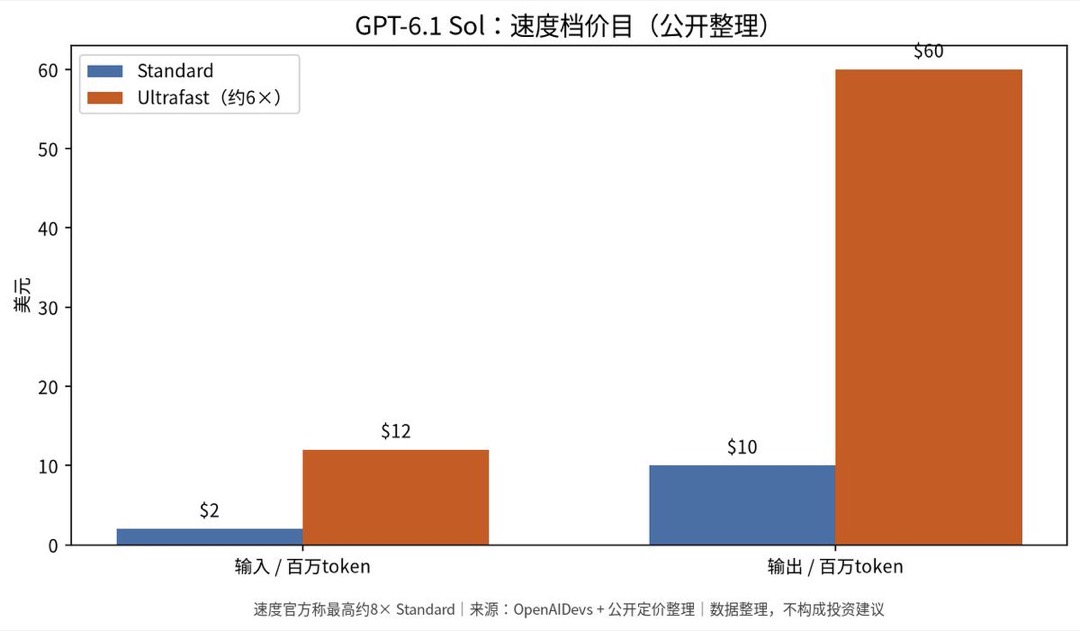 GPT-6.1 Sol：速度档价目（公开整理）
Standard
Ultrafast（约6×）
美元
60
50
40
30
20
10
0
$2
$12
$10
$60
输入 / 百万token
输出 / 百万token
速度官方称最高约8× Standard｜来源：OpenAIDevs + 公开定价整理｜数据整理，不构成投资建议